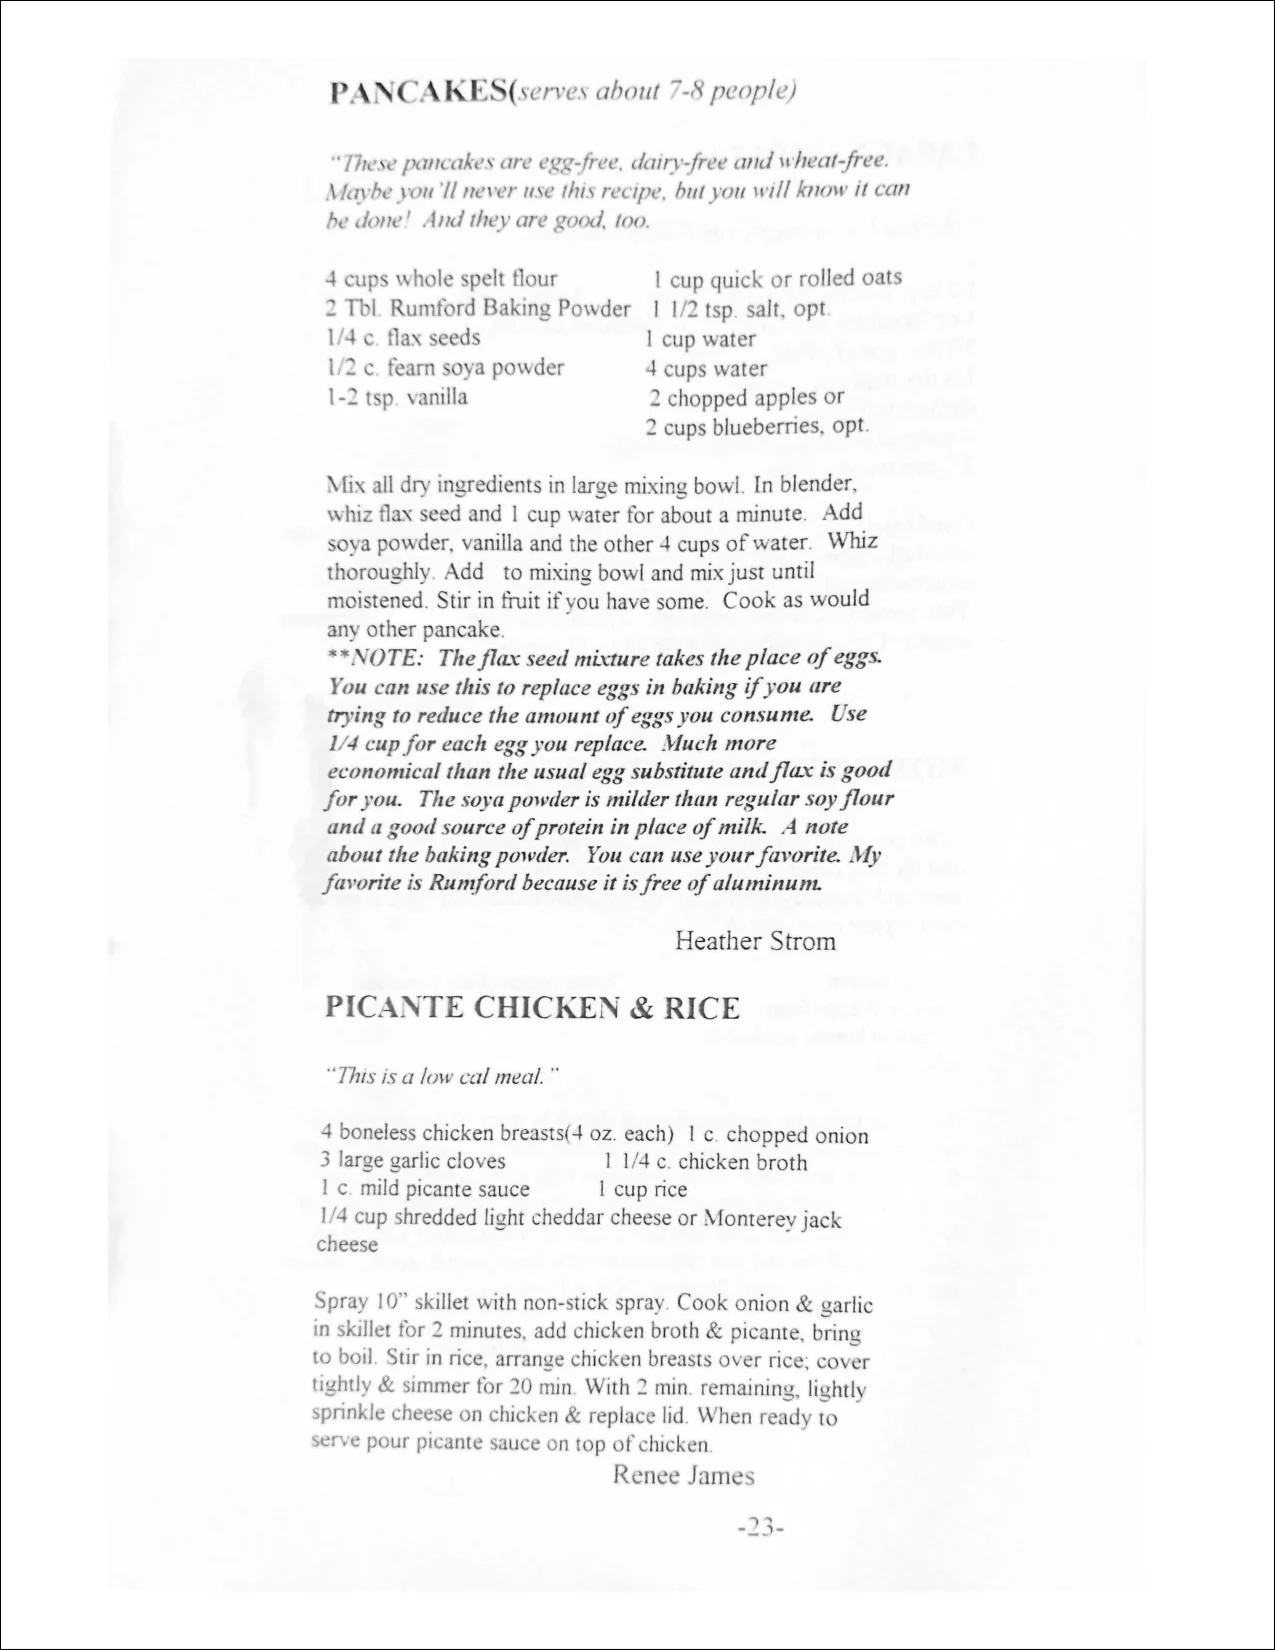 PANCAKES(serves about 7-8 people)
"These pancakes are egg-free, dairy-free and wheat-free.
Maybe you'll never use this recipe, but you will know it can
be done! And they are good, too.
4 cups whole spelt flour 1 cup quick or rolled oats
2 Tbl. Rumford Baking Powder 1 1/2 tsp. salt, opt.
1/4 c. flax seeds 1 cup water
1/2 c. fearn soya powder 4 cups water
1-2 tsp. vanilla 2 chopped apples or
2 cups blueberries, opt.
Mix all dry ingredients in large mixing bowl. In blender,
whiz flax seed and 1 cup water for about a minute. Add
soya powder, vanilla and the other 4 cups of water. Whiz
thoroughly. Add to mixing bowl and mix just until
moistened. Stir in fruit if you have some. Cook as would
any other pancake.
**NOTE: The flax seed mixture takes the place of eggs.
You can use this to replace eggs in baking if you are
trying to reduce the amount of eggs you consume. Use
1/4 cup for each egg you replace. Much more
economical than the usual egg substitute and flax is good
for you. The soya powder is milder than regular soy flour
and a good source of protein in place of milk. A note
about the baking powder. You can use your favorite. My
favorite is Rumford because it is free of aluminum.
Heather Strom
PICANTE CHICKEN & RICE
"This is a low cal meal."
4 boneless chicken breasts(4 oz. each) 1 c. chopped onion
3 large garlic cloves 1 1/4 c. chicken broth
1 c. mild picante sauce 1 cup rice
1/4 cup shredded light cheddar cheese or Monterey jack
cheese
Spray 10" skillet with non-stick spray. Cook onion & garlic
in skillet for 2 minutes, add chicken broth & picante, bring
to boil. Stir in rice, arrange chicken breasts over rice; cover
tightly & simmer for 20 min. With 2 min. remaining, lightly
sprinkle cheese on chicken & replace lid. When ready to
serve pour picante sauce on top of chicken.
Renee James
-23-